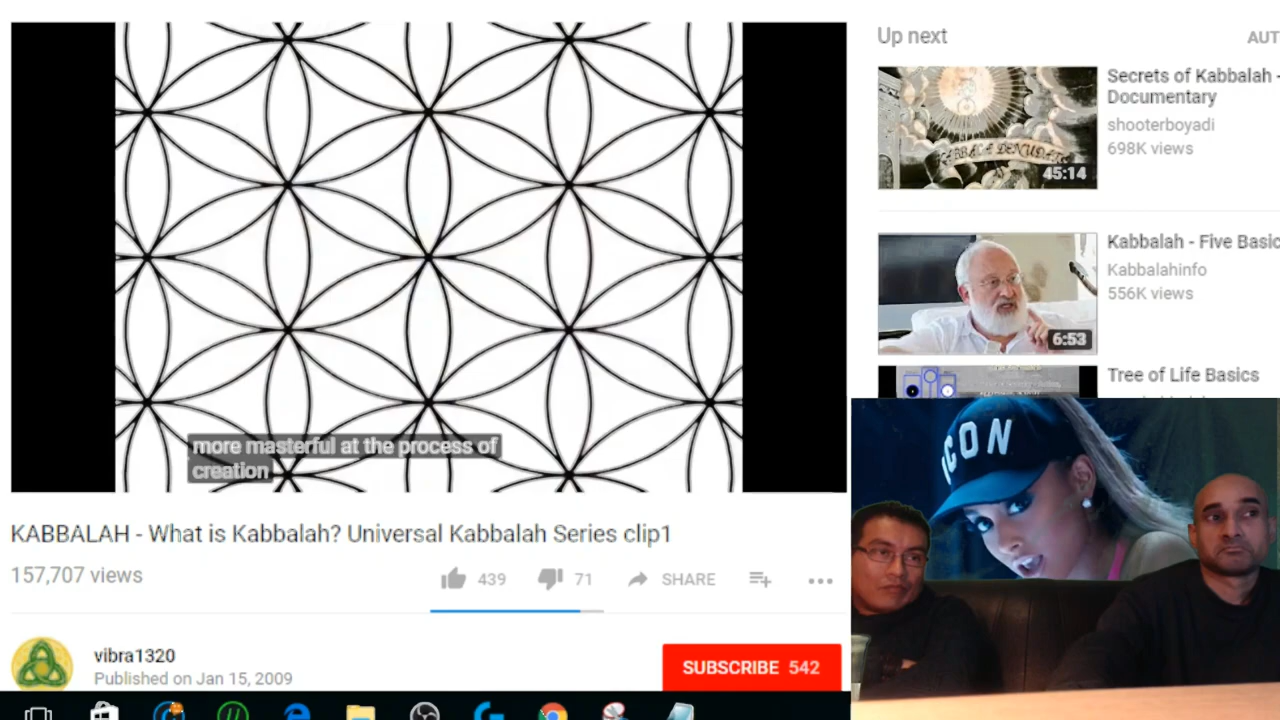 more masterful at the process of
creation
KABBALAH - What is Kabbalah? Universal Kabbalah Series clip1
157,707 views
439
71
SHARE
vibra1320
Published on Jan 15, 2009
SUBSCRIBE 542
Up next
AUT
Secrets of Kabbalah -
Documentary
shooterboyadi
698K views
45:14
Kabbalah - Five Basic
Kabbalahinfo
556K views
6:53
Tree of Life Basics
ICON